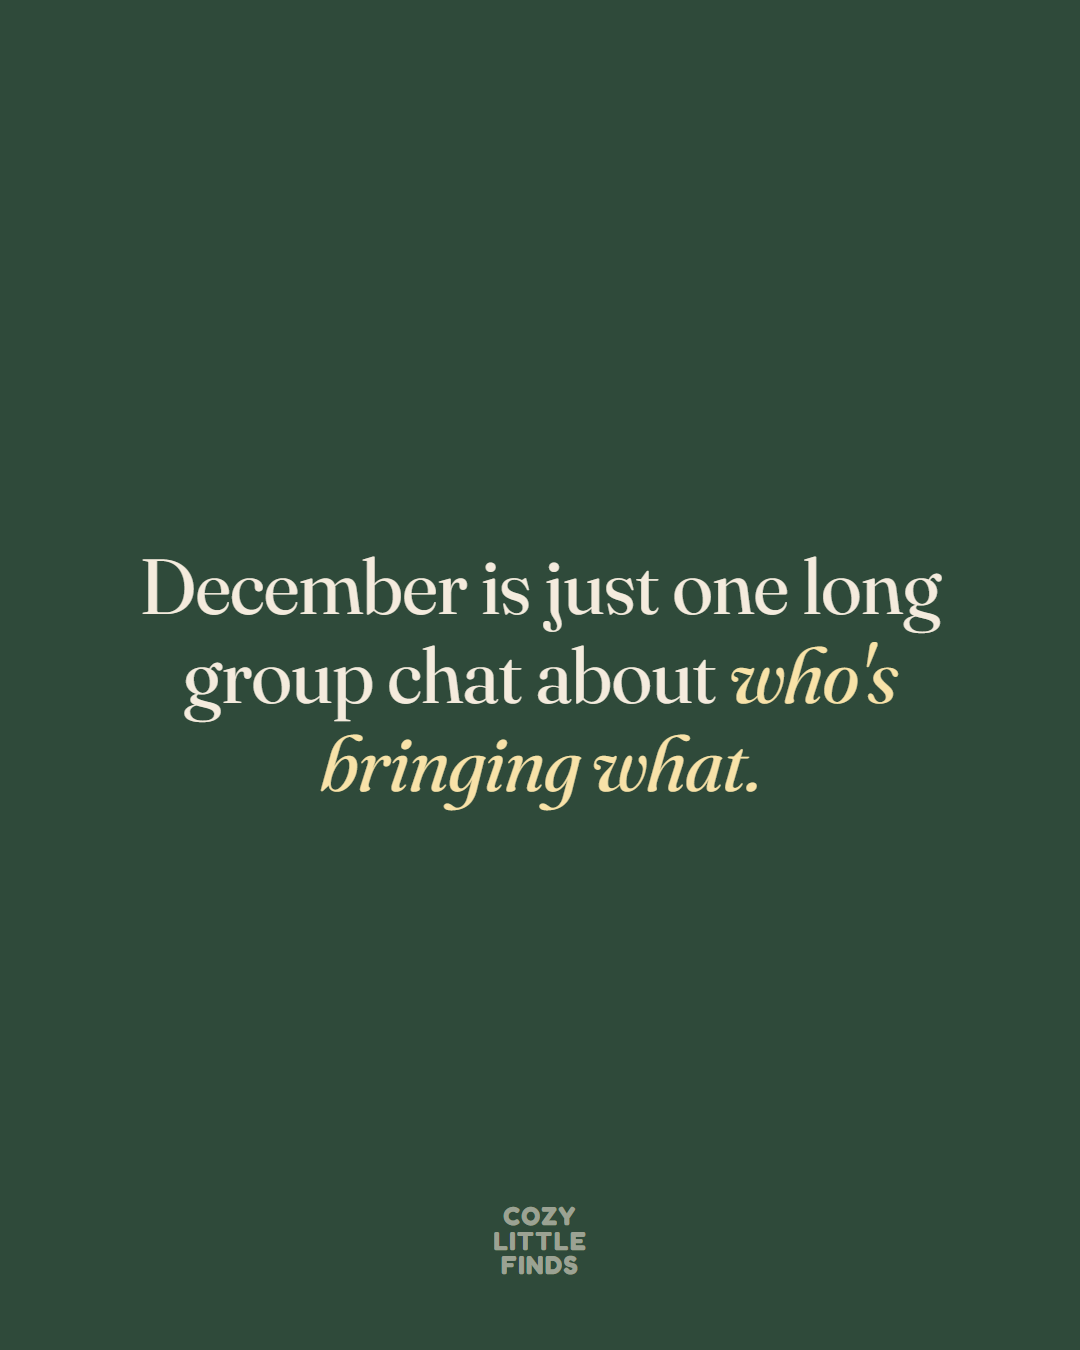 December is just one long
group chat about who's
bringing what.
COZY
LITTLE
FINDS